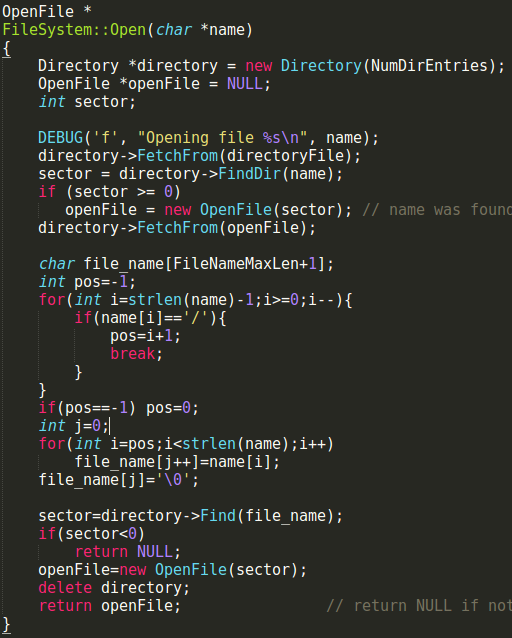 OpenFile *
FileSystem::Open(char *name)
{
    Directory *directory = new Directory(NumDirEntries);
    OpenFile *openFile = NULL;
    int sector;

    DEBUG('f', "Opening file %s\n", name);
    directory->FetchFrom(directoryFile);
    sector = directory->FindDir(name);
    if (sector >= 0)
       openFile = new OpenFile(sector); // name was found
    directory->FetchFrom(openFile);

    char file_name[FileNameMaxLen+1];
    int pos=-1;
    for(int i=strlen(name)-1;i>=0;i--){
        if(name[i]=='/'){
            pos=i+1;
            break;
        }
    }
    if(pos==-1) pos=0;
    int j=0;
    for(int i=pos;i<strlen(name);i++)
        file_name[j++]=name[i];
    file_name[j]='\0';

    sector=directory->Find(file_name);
    if(sector<0)
        return NULL;
    openFile=new OpenFile(sector);
    delete directory;
    return openFile;                // return NULL if not
}